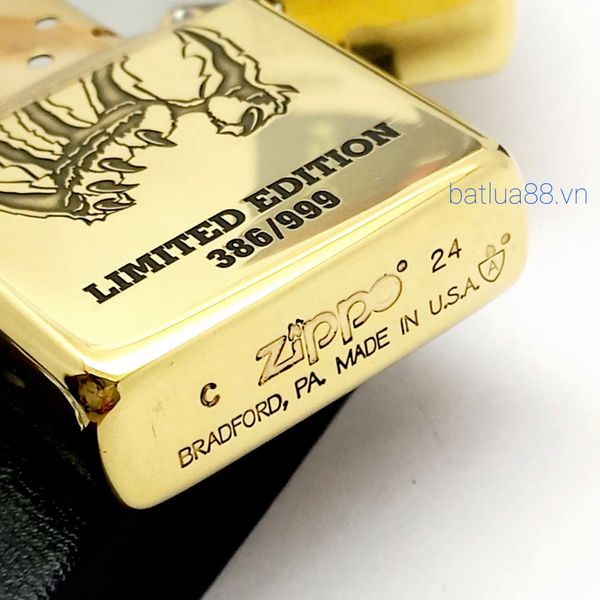 LIMITED EDITION
386/999
batlua88.vn
C zippo 24
BRADFORD, PA. MADE IN U.S.A. A